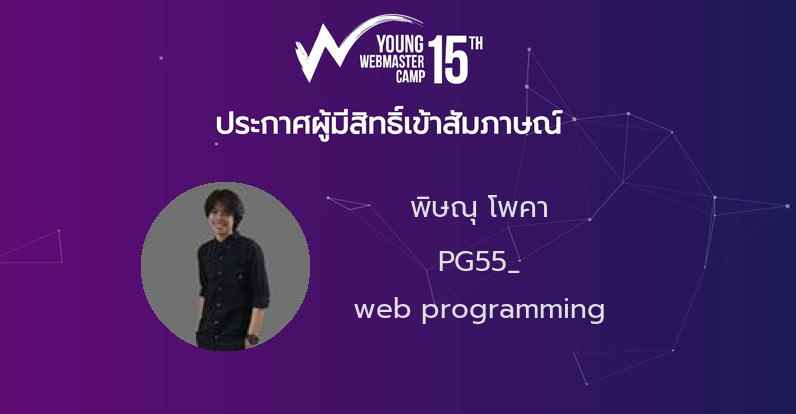 YOUNG
WEBMASTER
CAMP
15TH
ประกาศผู้มีสิทธิ์เข้าสัมภาษณ์
พิษณุ โพคา
PG55_
web programming